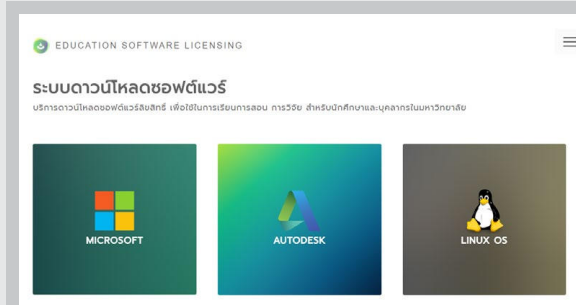 EDUCATION SOFTWARE LICENSING
ระบบดาวน์โหลดซอฟต์แวร์
บริการดาวน์โหลดซอฟต์แวร์ลิขสิทธิ์ เพื่อใช้ในการเรียนการสอน การวิจัย สำหรับนักศึกษาและบุคลากรในมหาวิทยาลัย
MICROSOFT
AUTODESK
LINUX OS